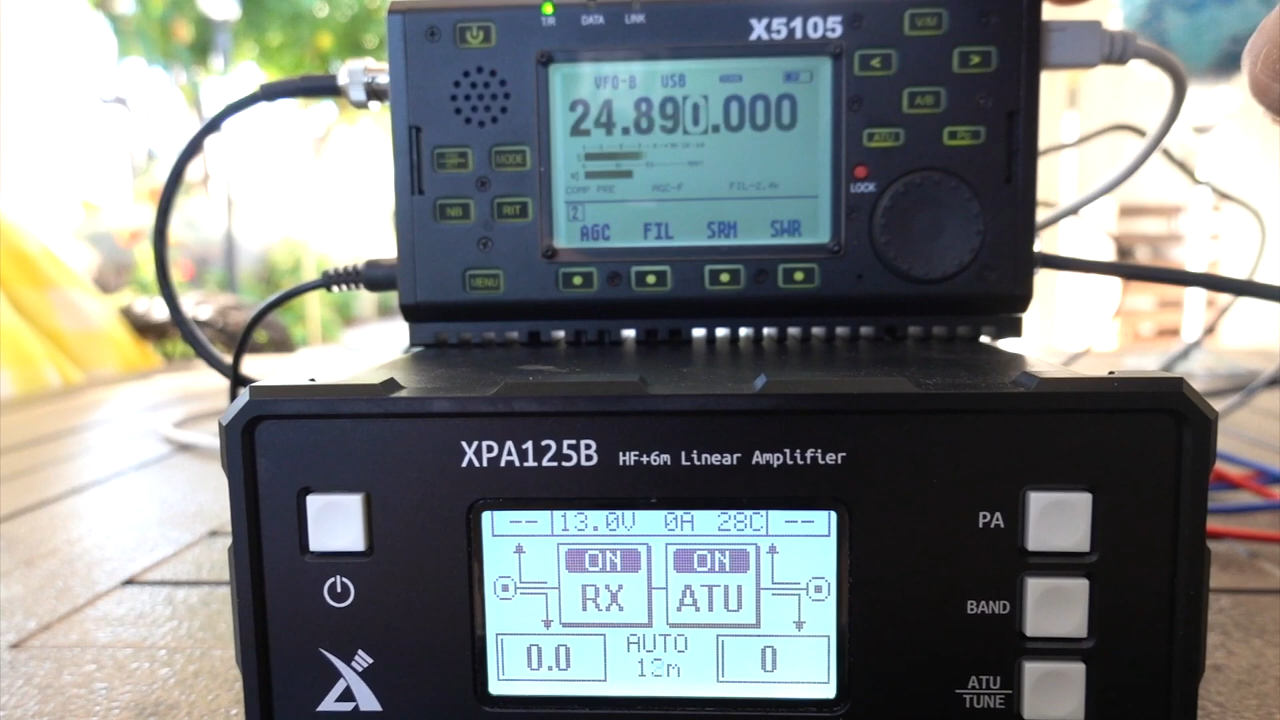 T/R DATA LINK
X5105
V/M
VFO-B USB
24.890.000
< >
A/B
ATU Po
MODE
LOCK
COMP PRE AGC-F
NB RIT
2
AGC FIL SRM SWR
MENU
XPA125B HF+6m Linear Amplifier
-- 13.0V 0A 28C --
PA
ON ON
RX ATU
BAND
AUTO
0.0 0
ATU
TUNE